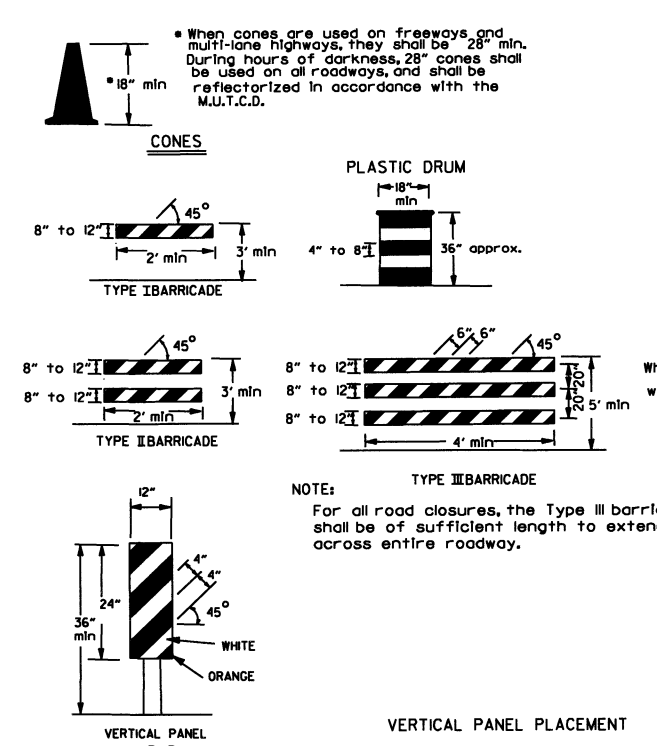 * When cones are used on freeways and
multi-lane highways, they shall be 28" min.
During hours of darkness, 28" cones shall
be used on all roadways, and shall be
reflectorized in accordance with the
M.U.T.C.D.
*18" min
CONES
PLASTIC DRUM
18"
min
4" to 8"
36" approx.
45°
8" to 12"
2' min
3' min
TYPE I BARRICADE
45°
8" to 12"
8" to 12"
2' min
3' min
TYPE II BARRICADE
6" 6"
45°
8" to 12"
8" to 12"
8" to 12"
20"
20"
5' min
4' min
TYPE III BARRICADE
NOTE:
For all road closures, the Type III barri
shall be of sufficient length to exten
across entire roadway.
12"
4"
4"
45°
24"
36"
min
WHITE
ORANGE
VERTICAL PANEL
VERTICAL PANEL PLACEMENT